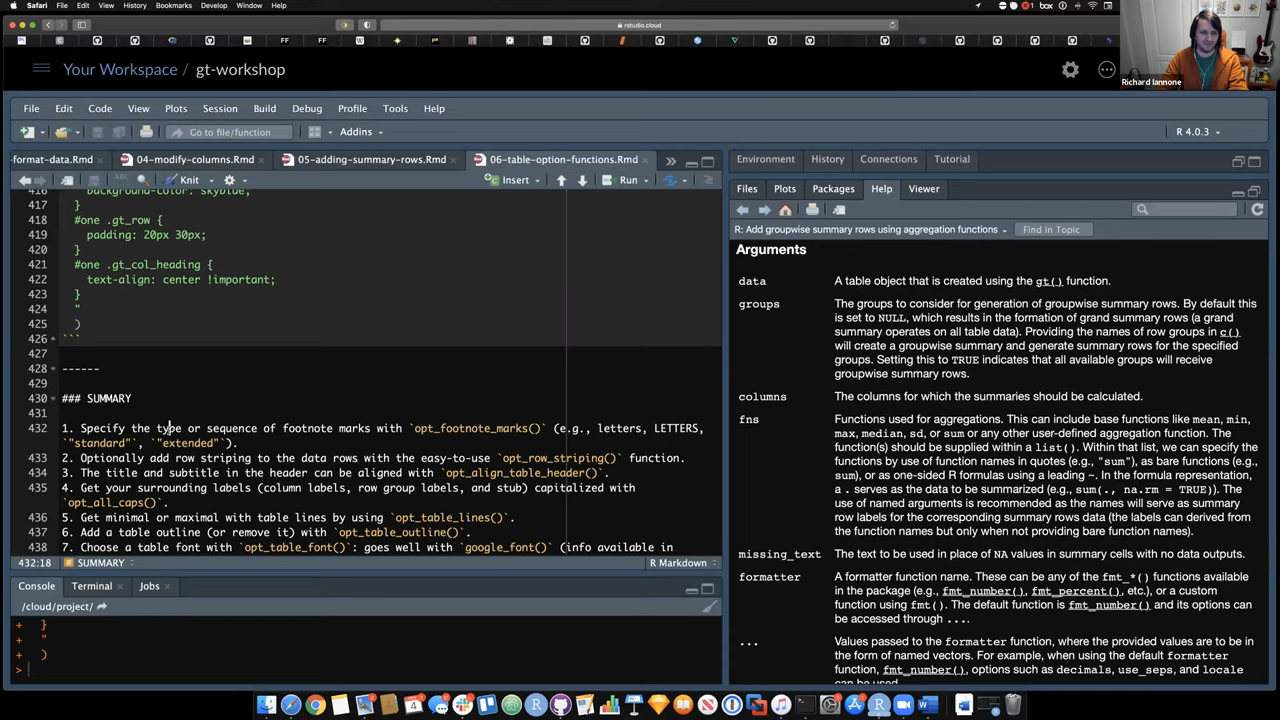 Safari File Edit View History Bookmarks Develop Window Help
rstudio.cloud
Richard Iannone
Your Workspace / gt-workshop
File Edit Code View Plots Session Build Debug Profile Tools Help
Go to file/function Addins R 4.0.3
-format-data.Rmd 04-modify-columns.Rmd 05-adding-summary-rows.Rmd 06-table-option-functions.Rmd
Knit Insert Run
416 background-color: skyblue;
417 }
418 #one .gt_row {
419 padding: 20px 30px;
420 }
421 #one .gt_col_heading {
422 text-align: center !important;
423 }
424 "
425 )
426 ```
427
428 ------
429
430 ### SUMMARY
431
432 1. Specify the type or sequence of footnote marks with `opt_footnote_marks()` (e.g., letters, LETTERS,
`"standard"`, `"extended"`).
433 2. Optionally add row striping to the data rows with the easy-to-use `opt_row_striping()` function.
434 3. The title and subtitle in the header can be aligned with `opt_align_table_header()`.
435 4. Get your surrounding labels (column labels, row group labels, and stub) capitalized with
`opt_all_caps()`.
436 5. Get minimal or maximal with table lines by using `opt_table_lines()`.
437 6. Add a table outline (or remove it) with `opt_table_outline()`.
438 7. Choose a table font with `opt_table_font()`: goes well with `google_font()` (info available in
432:18 # SUMMARY R Markdown
Console Terminal Jobs
/cloud/project/
+ }
+ "
+ )
>
Environment History Connections Tutorial
Files Plots Packages Help Viewer
R: Add groupwise summary rows using aggregation functions Find in Topic
Arguments
data A table object that is created using the gt() function.
groups The groups to consider for generation of groupwise summary rows. By default this
is set to NULL, which results in the formation of grand summary rows (a grand
summary operates on all table data). Providing the names of row groups in c()
will create a groupwise summary and generate summary rows for the specified
groups. Setting this to TRUE indicates that all available groups will receive
groupwise summary rows.
columns The columns for which the summaries should be calculated.
fns Functions used for aggregations. This can include base functions like mean, min,
max, median, sd, or sum or any other user-defined aggregation function. The
function(s) should be supplied within a list(). Within that list, we can specify the
functions by use of function names in quotes (e.g., "sum"), as bare functions (e.g.,
sum), or as one-sided R formulas using a leading ~. In the formula representation,
a . serves as the data to be summarized (e.g., sum(., na.rm = TRUE)). The
use of named arguments is recommended as the names will serve as summary
row labels for the corresponding summary rows data (the labels can derived from
the function names but only when not providing bare function names).
missing_text The text to be used in place of NA values in summary cells with no data outputs.
formatter A formatter function name. These can be any of the fmt_*() functions available
in the package (e.g., fmt_number(), fmt_percent(), etc.), or a custom
function using fmt(). The default function is fmt_number() and its options can
be accessed through ....
... Values passed to the formatter function, where the provided values are to be in
the form of named vectors. For example, when using the default formatter
function, fmt_number(), options such as decimals, use_seps, and locale
can be used.